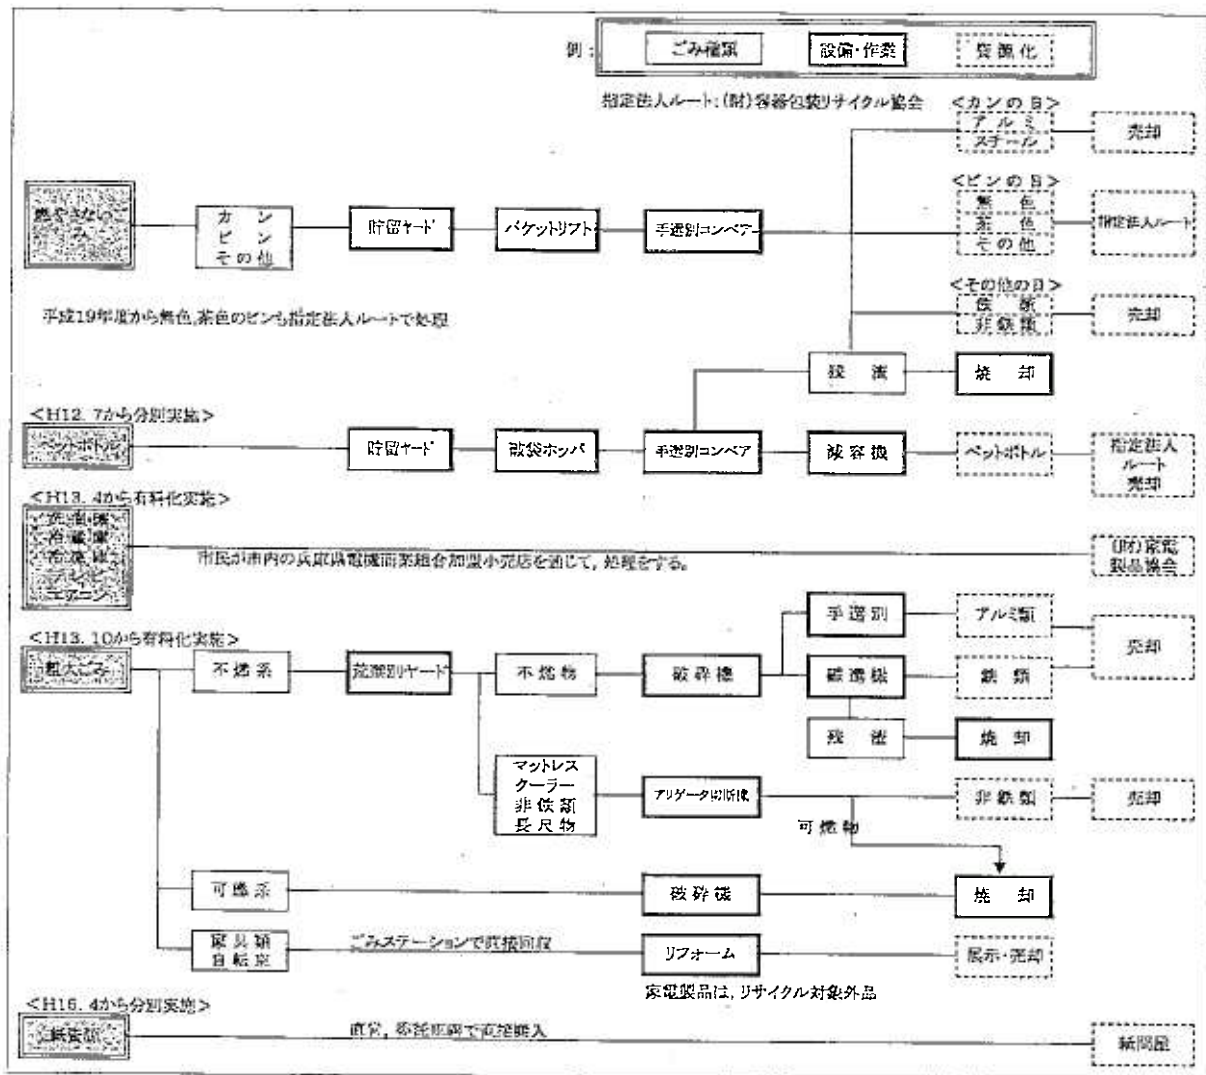 例：
ごみ種類
設備・作業
資源化
指定法人ルート：(財)容器包装リサイクル協会
＜カンの日＞
アルミ
スチール
売却
＜ビンの日＞
無色
茶色
その他
指定法人ルート
＜その他の日＞
鉄類
非鉄類
売却
燃やさない
カン
ビン
その他
貯留ヤード
バケットリフト
手選別コンベアー
平成19年度から無色,茶色のビンも指定法人ルートで処理
残渣
焼却
＜H12. 7から分別実施＞
ペットボトル
貯留ヤード
破袋ホッパ
手選別コンベア
減容機
ペットボトル
指定法人
ルート
売却
＜H13. 4から有料化実施＞
洗濯機
冷蔵庫
冷凍庫
テレビ
エアコン
市民が市内の兵庫県電機商業組合加盟小売店を通じて, 処理をする。
(財)家電
製品協会
＜H13. 10から有料化実施＞
粗大ごみ
不燃系
荒選別ヤード
不燃物
破砕機
手選別
アルミ類
売却
磁選機
鉄類
残渣
焼却
マットレス
クーラー
非鉄類
長尺物
アリゲータ切断機
非鉄類
売却
可燃物
可燃系
破砕機
焼却
家具類
自転車
ごみステーションで直接回収
リフォーム
展示・売却
家電製品は, リサイクル対象外品
＜H16. 4から分別実施＞
紙資源
直営, 委託車両で直接搬入
紙問屋